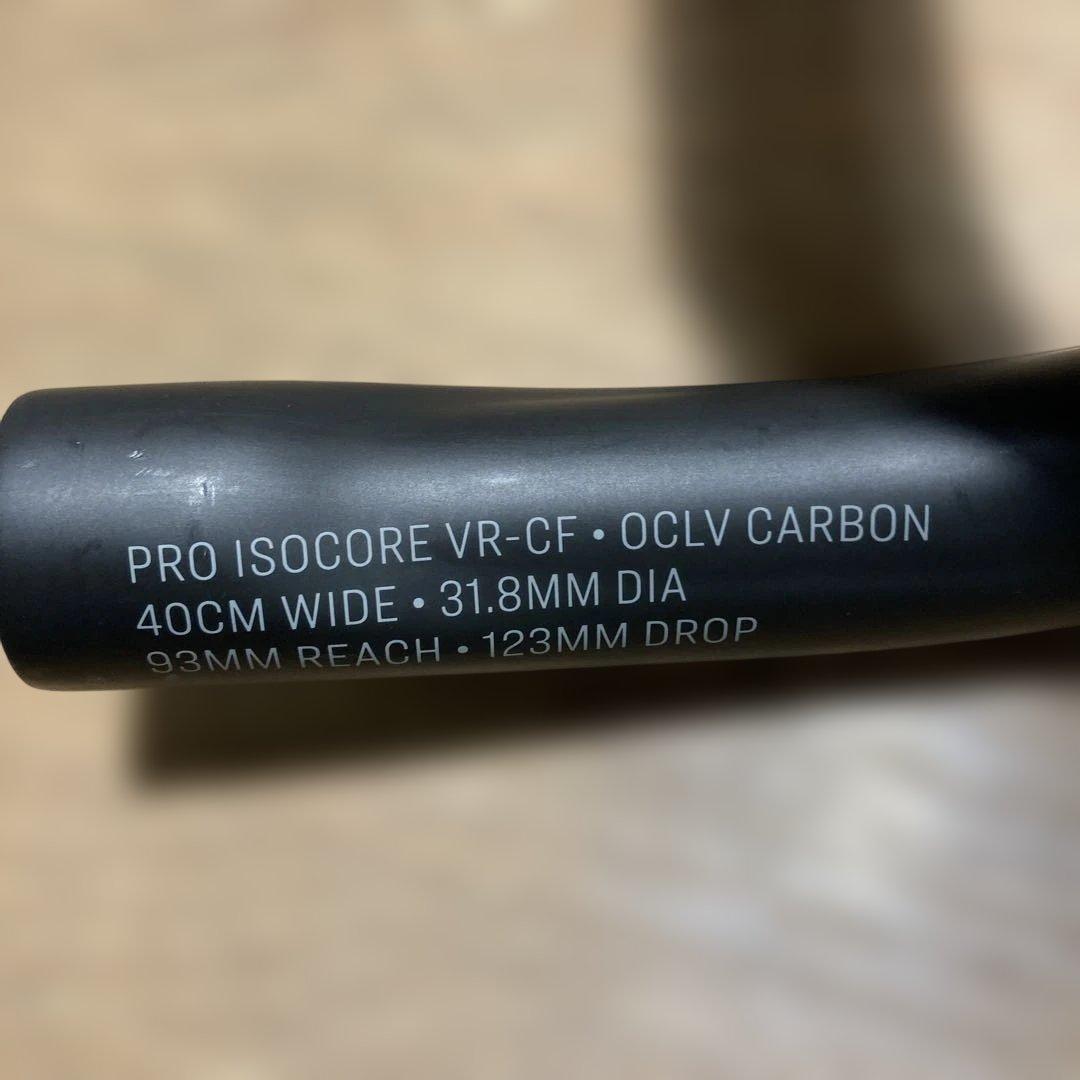 PRO ISOCORE VR-CF • OCLV CARBON
40CM WIDE • 31.8MM DIA
93MM REACH • 123MM DROP